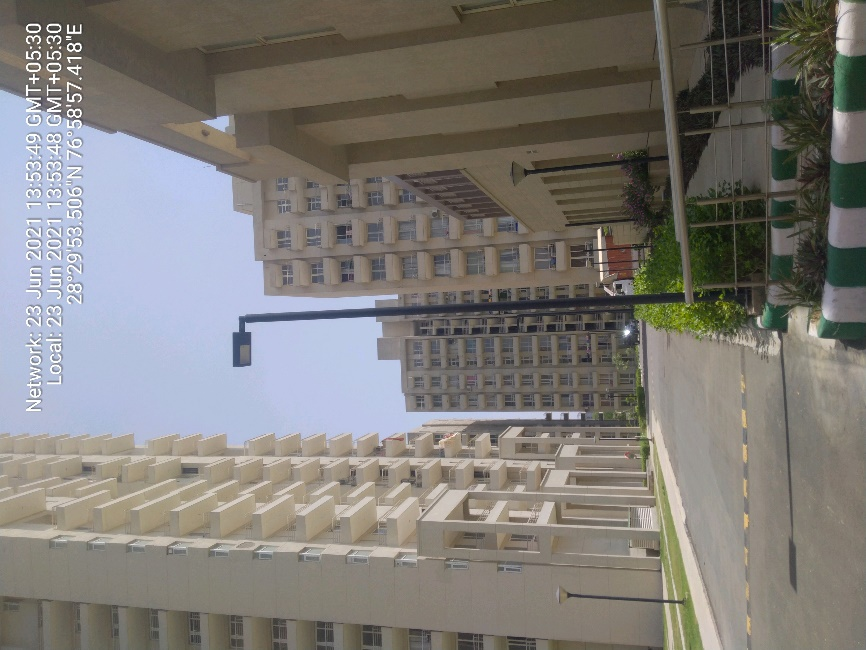 Network: 23 Jun 2021 13:53:49 GMT+05:30
Local: 23 Jun 2021 13:53:48 GMT+05:30
28°29'53.506"N 76°58'57.418"E